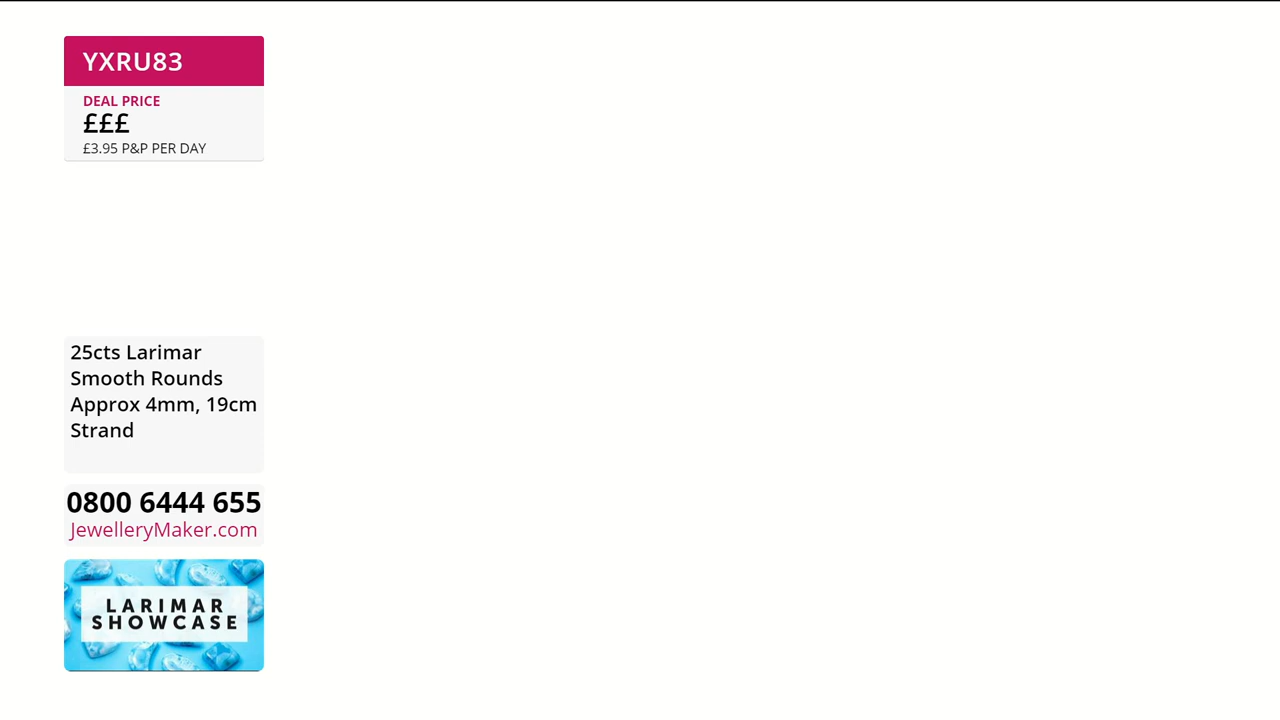 YXRU83
DEAL PRICE
£££
£3.95 P&P PER DAY
25cts Larimar
Smooth Rounds
Approx 4mm, 19cm
Strand
0800 6444 655
JewelleryMaker.com
LARIMAR
SHOWCASE